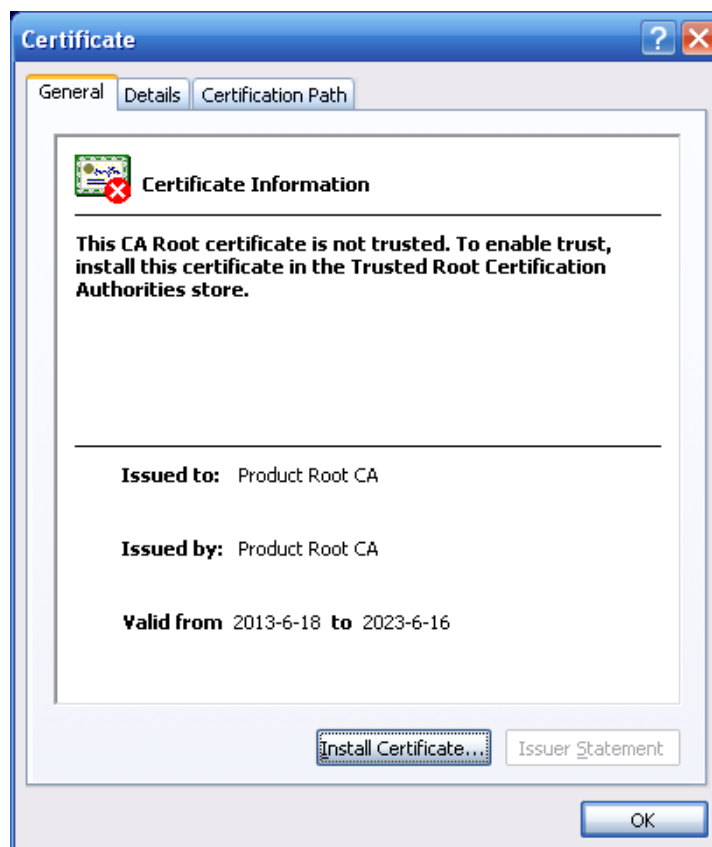 Certificate
?
General Details Certification Path
Certificate Information
This CA Root certificate is not trusted. To enable trust,
install this certificate in the Trusted Root Certification
Authorities store.
Issued to: Product Root CA
Issued by: Product Root CA
Valid from 2013-6-18 to 2023-6-16
Install Certificate... Issuer Statement
OK